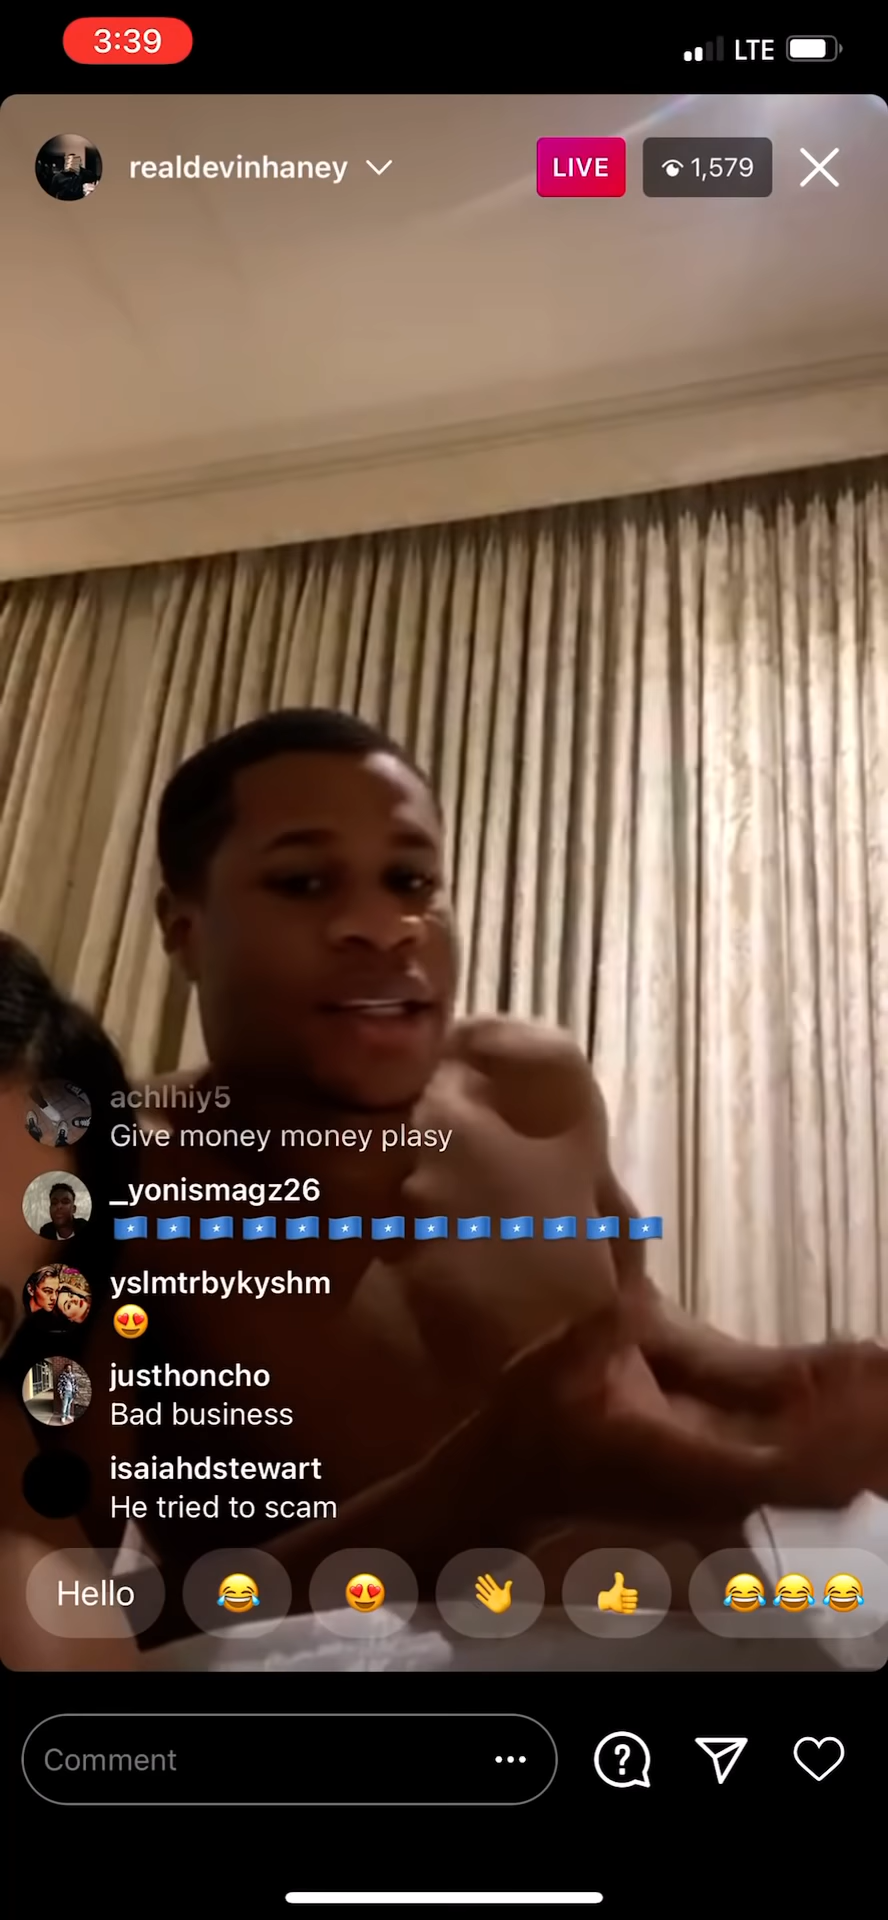 3:39
LTE
realdevinhaney
LIVE
1,579
achlhiy5
Give money money plasy
_yonismagz26
yslmtrbykyshm
justhoncho
Bad business
isaiahdstewart
He tried to scam
Hello
Comment